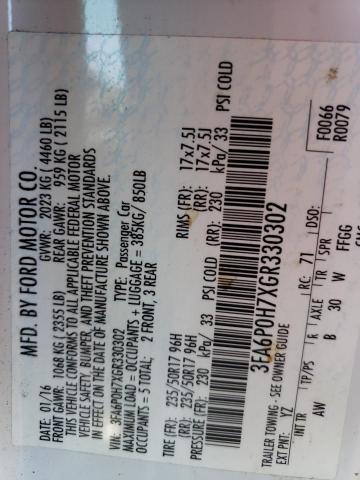 MFD. BY FORD MOTOR CO.
DATE: 01/16 GVWR: 2023 KG ( 4460 LB)
FRONT GAWR: 1068 KG ( 2355 LB) REAR GAWR: 959 KG ( 2115 LB)
THIS VEHICLE CONFORMS TO ALL APPLICABLE FEDERAL MOTOR
VEHICLE SAFETY, BUMPER, AND THEFT PREVENTION STANDARDS
IN EFFECT ON THE DATE OF MANUFACTURE SHOWN ABOVE.
VIN: 3FA6P0H7XGR330302 TYPE: Passenger Car
MAXIMUM LOAD = OCCUPANTS + LUGGAGE = 385KG/ 850LB
OCCUPANTS = 5 TOTAL; 2 FRONT, 3 REAR
TIRE (FR): 235/50R17 96H RIMS (FR): 17x7.5J
(RR): 235/50R17 96H (RR): 17x7.5J
PRESSURE (FR): 230 kPa/ 33 PSI COLD (RR): 230 kPa/ 33 PSI COLD
3FA6P0H7XGR330302
F0066
R0079
TRAILER TOWING - SEE OWNER GUIDE
EXT PNT: YZ RC: 71 DSO:
INT TR TP/PS R AXLE TR SPR
AW B 30 W FFGG